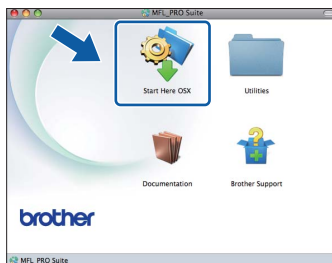 MFL_PRO Suite
Start Here OSX
Utilities
Documentation
Brother Support
brother
MFL_PRO Suite